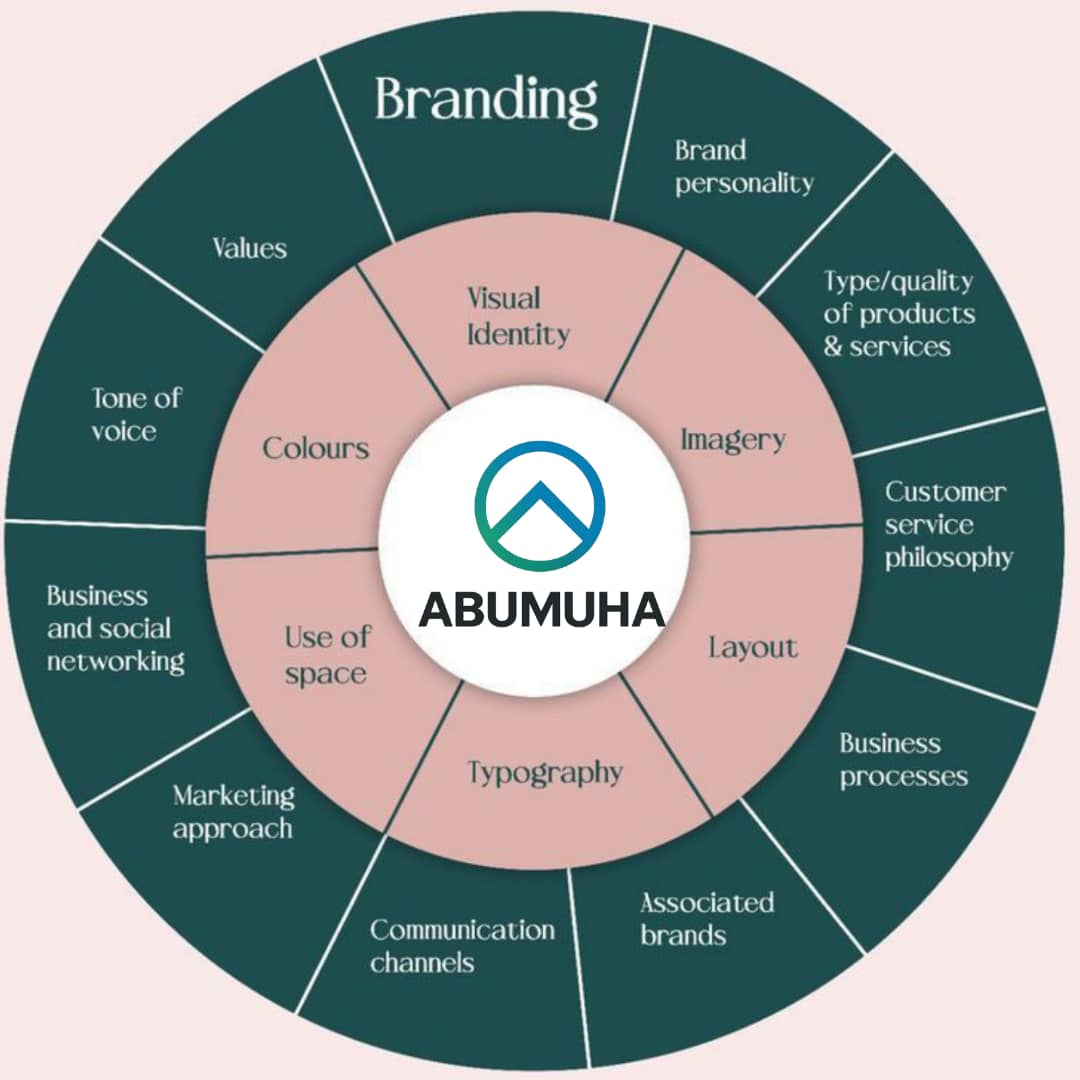 Branding
Brand
personality
Type/quality
of products
& services
Customer
service
philosophy
Business
processes
Associated
brands
Communication
channels
Marketing
approach
Business
and social
networking
Tone of
voice
Values
Visual
Identity
Imagery
Layout
Typography
Use of
space
Colours
ABUMUHA